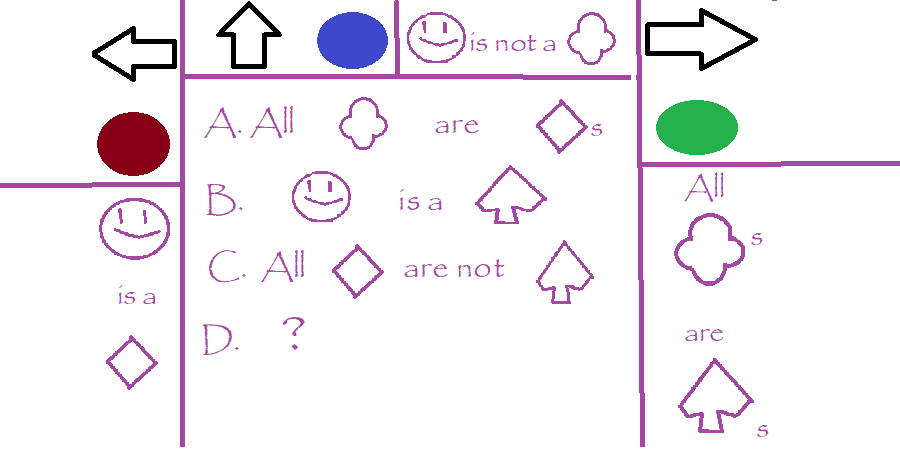 is not a
A. All are s
B. is a
C. All are not
D. ?
is a
All
s
are
s